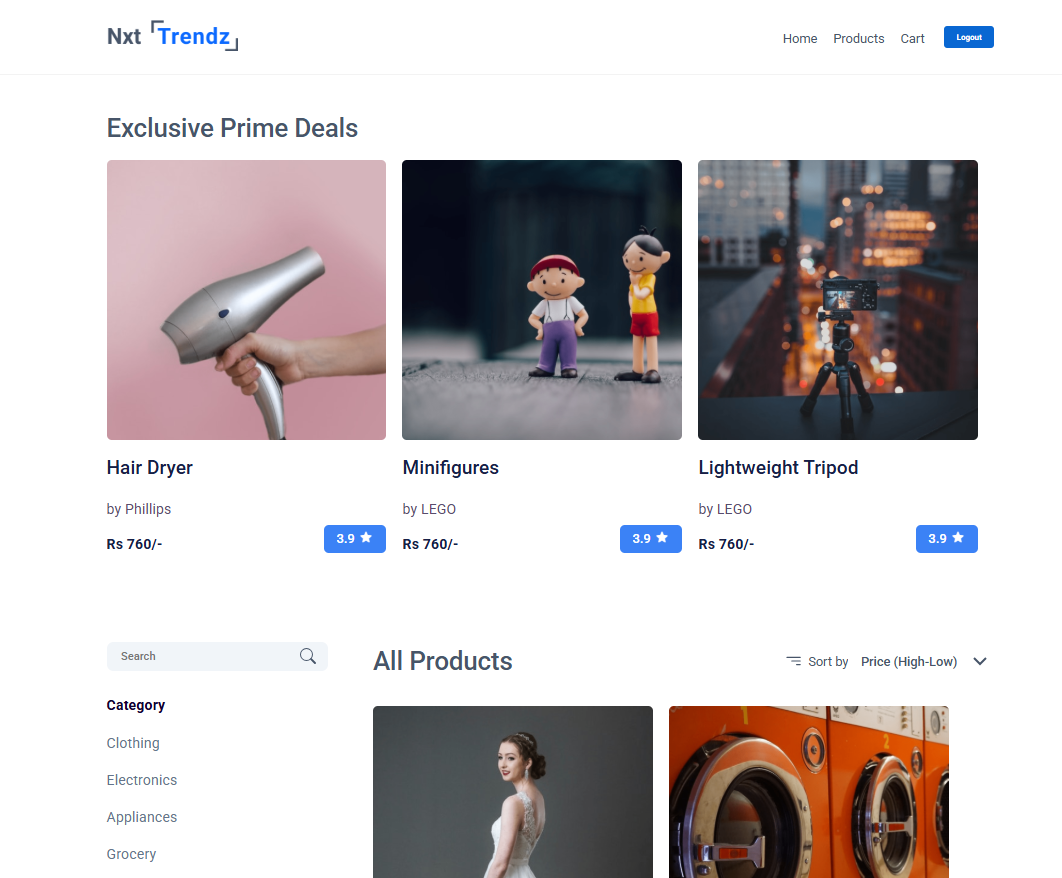 Nxt Trendz
Home Products Cart Logout
Exclusive Prime Deals
Hair Dryer
by Phillips
Rs 760/-
3.9
Minifigures
by LEGO
Rs 760/-
3.9
Lightweight Tripod
by LEGO
Rs 760/-
3.9
Search
Category
Clothing
Electronics
Appliances
Grocery
All Products
Sort by Price (High-Low)
1
2